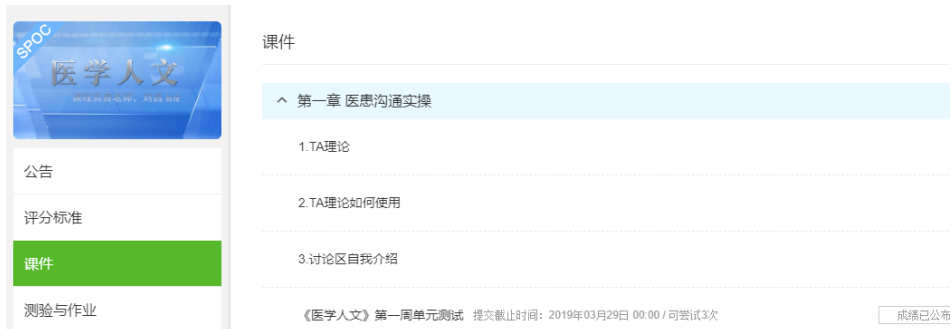 SPOC
医学人文
公告
评分标准
课件
测验与作业
课件
第一章 医患沟通实操
1.TA理论
2.TA理论如何使用
3.讨论区自我介绍
《医学人文》第一周单元测试 提交截止时间：2019年03月29日 00:00 / 可尝试3次
成绩已公布